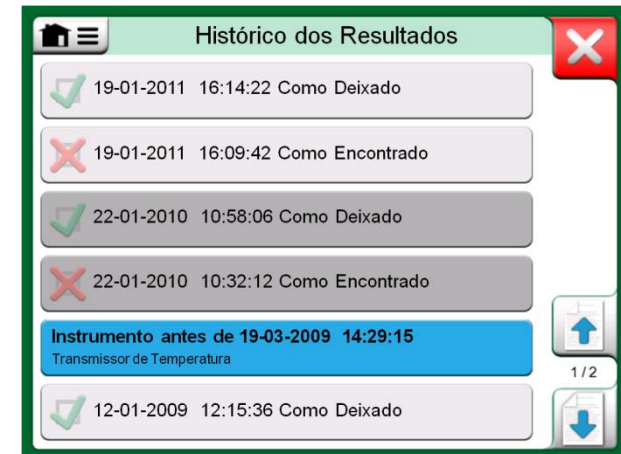 Histórico dos Resultados
19-01-2011 16:14:22 Como Deixado
19-01-2011 16:09:42 Como Encontrado
22-01-2010 10:58:06 Como Deixado
22-01-2010 10:32:12 Como Encontrado
Instrumento antes de 19-03-2009 14:29:15
Transmissor de Temperatura
1/2
12-01-2009 12:15:36 Como Deixado